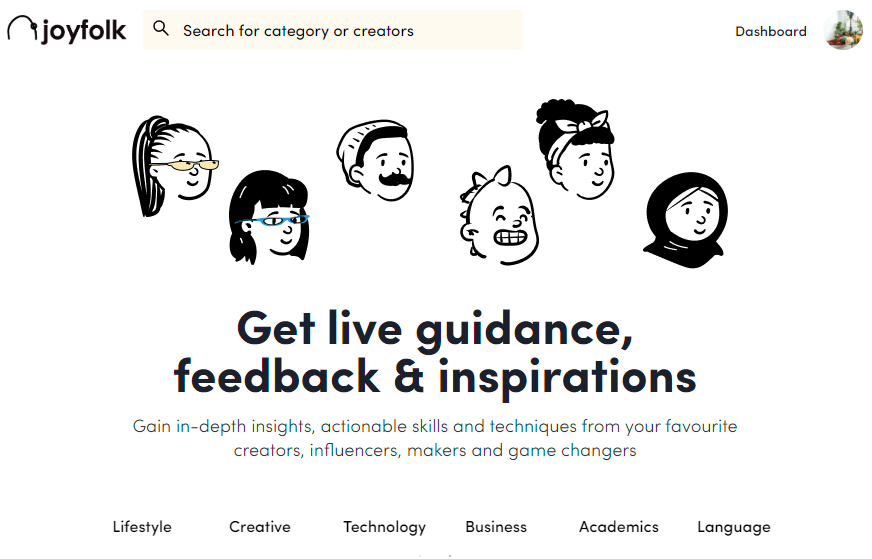 joyfolk
Search for category or creators
Dashboard
Get live guidance,
feedback & inspirations
Gain in-depth insights, actionable skills and techniques from your favourite
creators, influencers, makers and game changers
Lifestyle
Creative
Technology
Business
Academics
Language